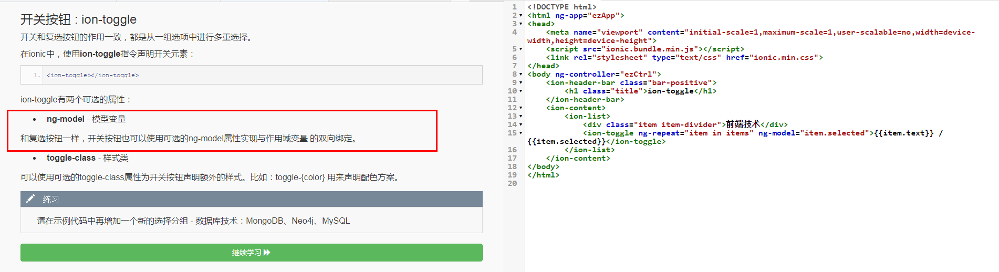 开关按钮 : ion-toggle
开关和复选按钮的作用一致，都是从一组选项中进行多重选择。
在ionic中，使用ion-toggle指令声明开关元素：
1. <ion-toggle></ion-toggle>
ion-toggle有两个可选的属性：
• ng-model - 模型变量
和复选按钮一样，开关按钮也可以使用可选的ng-model属性实现与作用域变量 的双向绑定。
• toggle-class - 样式类
可以使用可选的toggle-class属性为开关按钮声明额外的样式。比如：toggle-{color} 用来声明配色方案。
练习
请在示例代码中再增加一个新的选择分组 - 数据库技术：MongoDB、Neo4j、MySQL
继续学习
1 <!DOCTYPE html>
2 <html ng-app="ezApp">
3 <head>
4 <meta name="viewport" content="initial-scale=1,maximum-scale=1,user-scalable=no,width=device-
width,height=device-height">
5 <script src="ionic.bundle.min.js"></script>
6 <link rel="stylesheet" type="text/css" href="ionic.min.css">
7 </head>
8 <body ng-controller="ezCtrl">
9 <ion-header-bar class="bar-positive">
10 <h1 class="title">ion-toggle</h1>
11 </ion-header-bar>
12 <ion-content>
13 <ion-list>
14 <div class="item item-divider">前端技术</div>
15 <ion-toggle ng-repeat="item in items" ng-model="item.selected">{{item.text}} /
{{item.selected}}</ion-toggle>
16 </ion-list>
17 </ion-content>
18 </body>
19 </html>
20